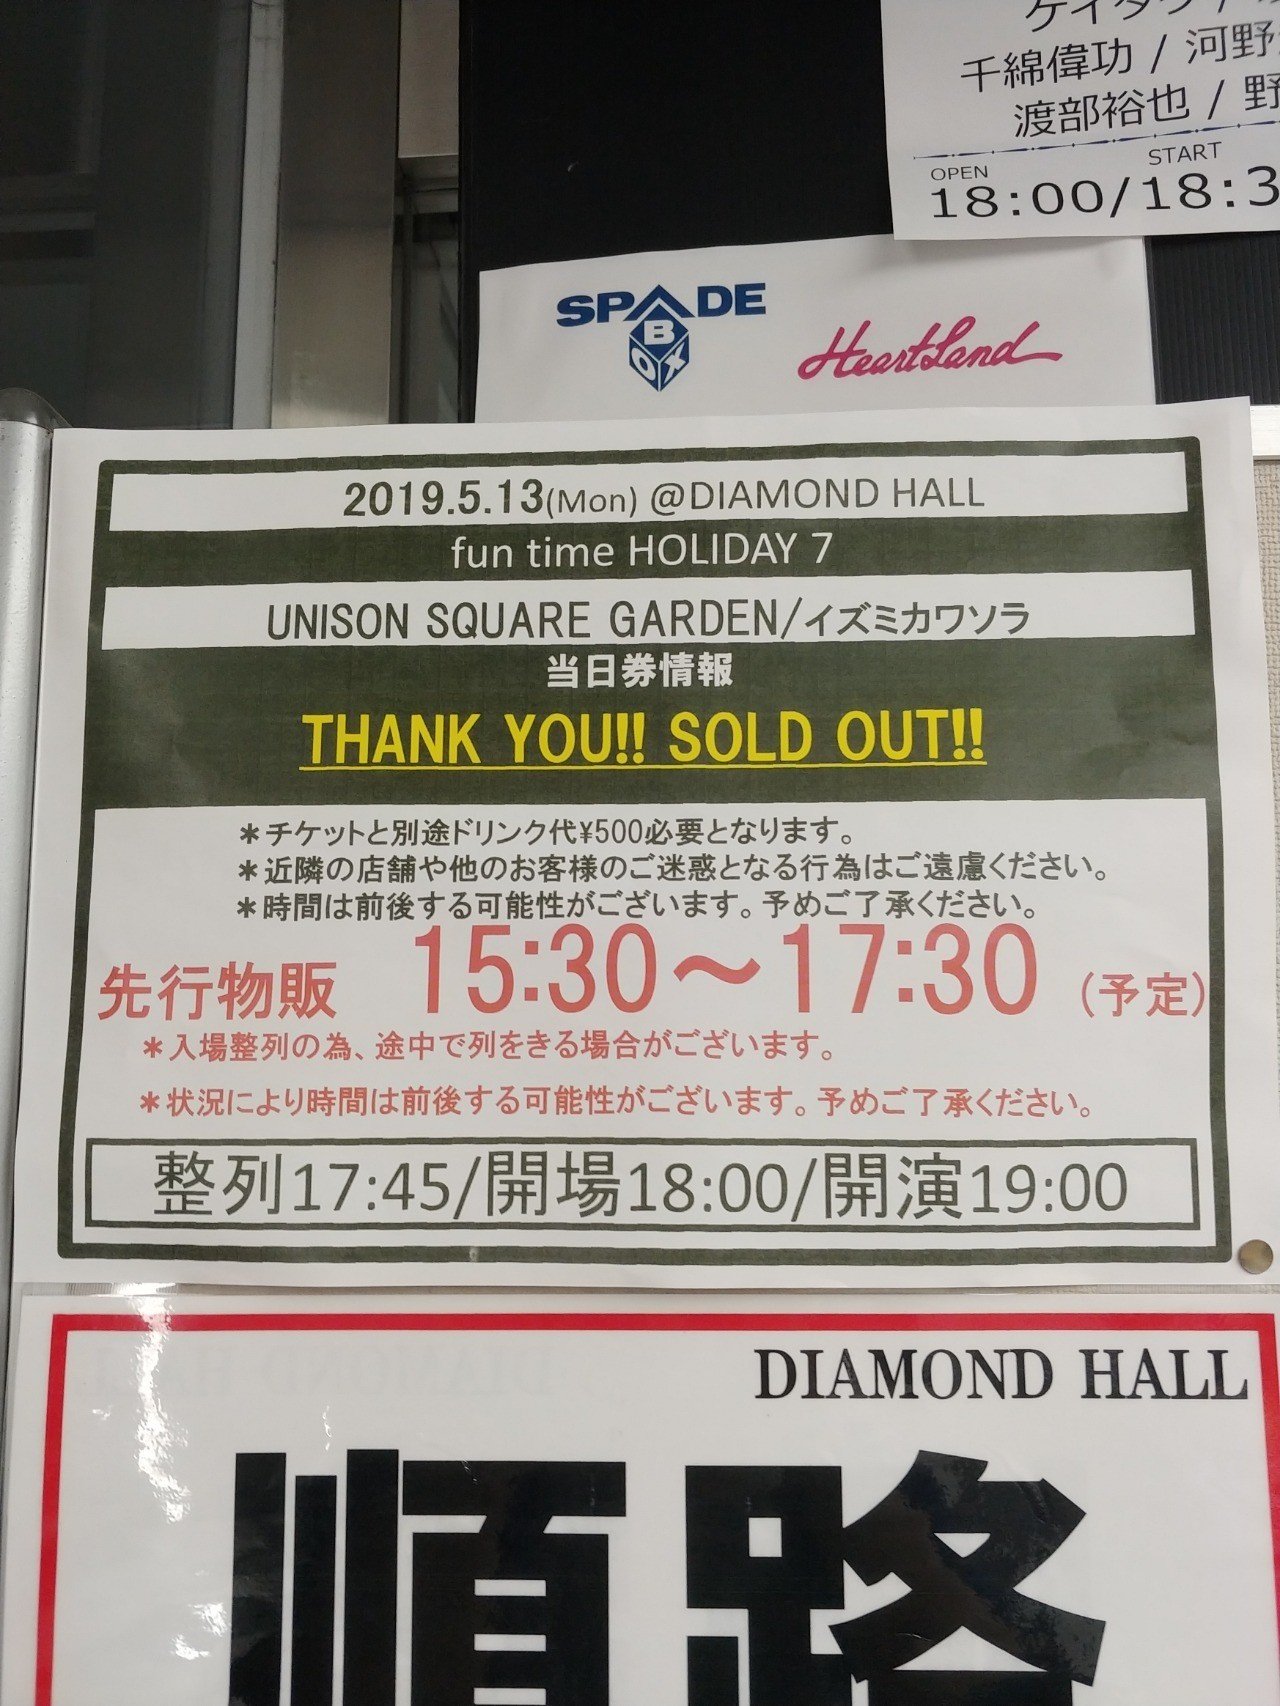 千綿偉功 / 河野
渡部裕也 / 野
OPEN
START
18:00/18:3
SPADE
BOX
HeartLand
2019.5.13(Mon) @DIAMOND HALL
fun time HOLIDAY 7
UNISON SQUARE GARDEN/イズミカワソラ
当日券情報
THANK YOU!! SOLD OUT!!
＊チケットと別途ドリンク代¥500必要となります。
＊近隣の店舗や他のお客様のご迷惑となる行為はご遠慮ください。
＊時間は前後する可能性がございます。予めご了承ください。
先行物販 15:30～17:30 (予定)
＊入場整列の為、途中で列をきる場合がございます。
＊状況により時間は前後する可能性がございます。予めご了承ください。
整列17:45/開場18:00/開演19:00
DIAMOND HALL
順路